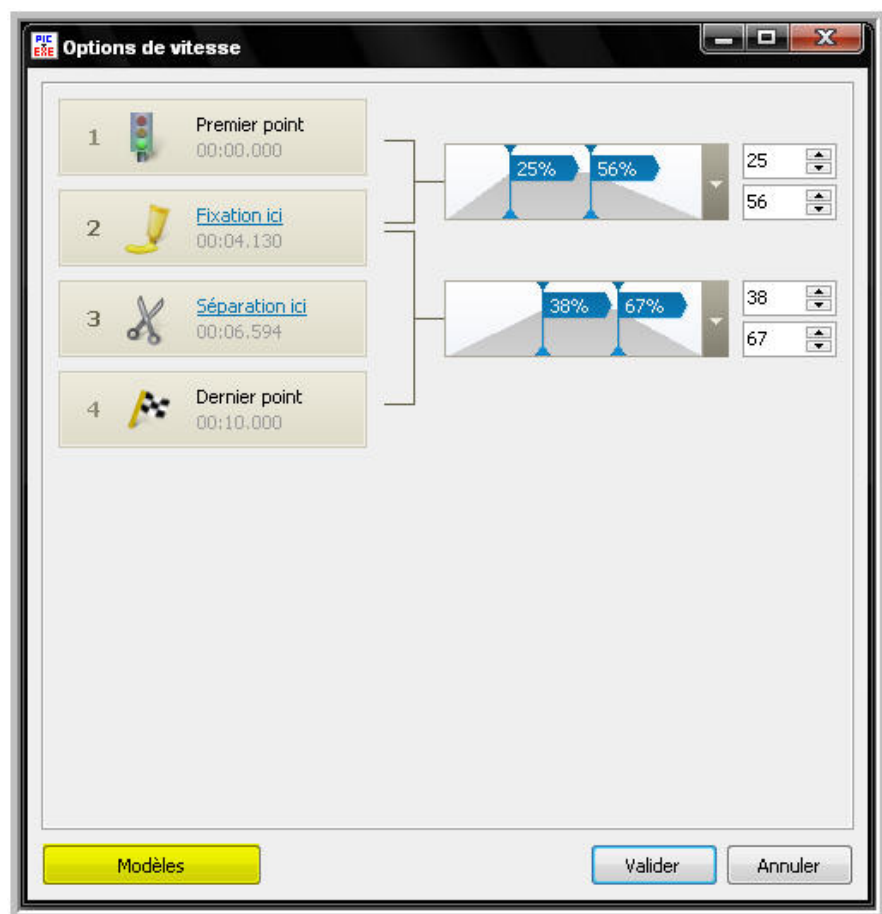 PIC
EXE
Options de vitesse
1
Premier point
00:00.000
2
Fixation ici
00:04.130
3
Séparation ici
00:06.594
4
Dernier point
00:10.000
25%
56%
25
56
38%
67%
38
67
Modèles
Valider
Annuler